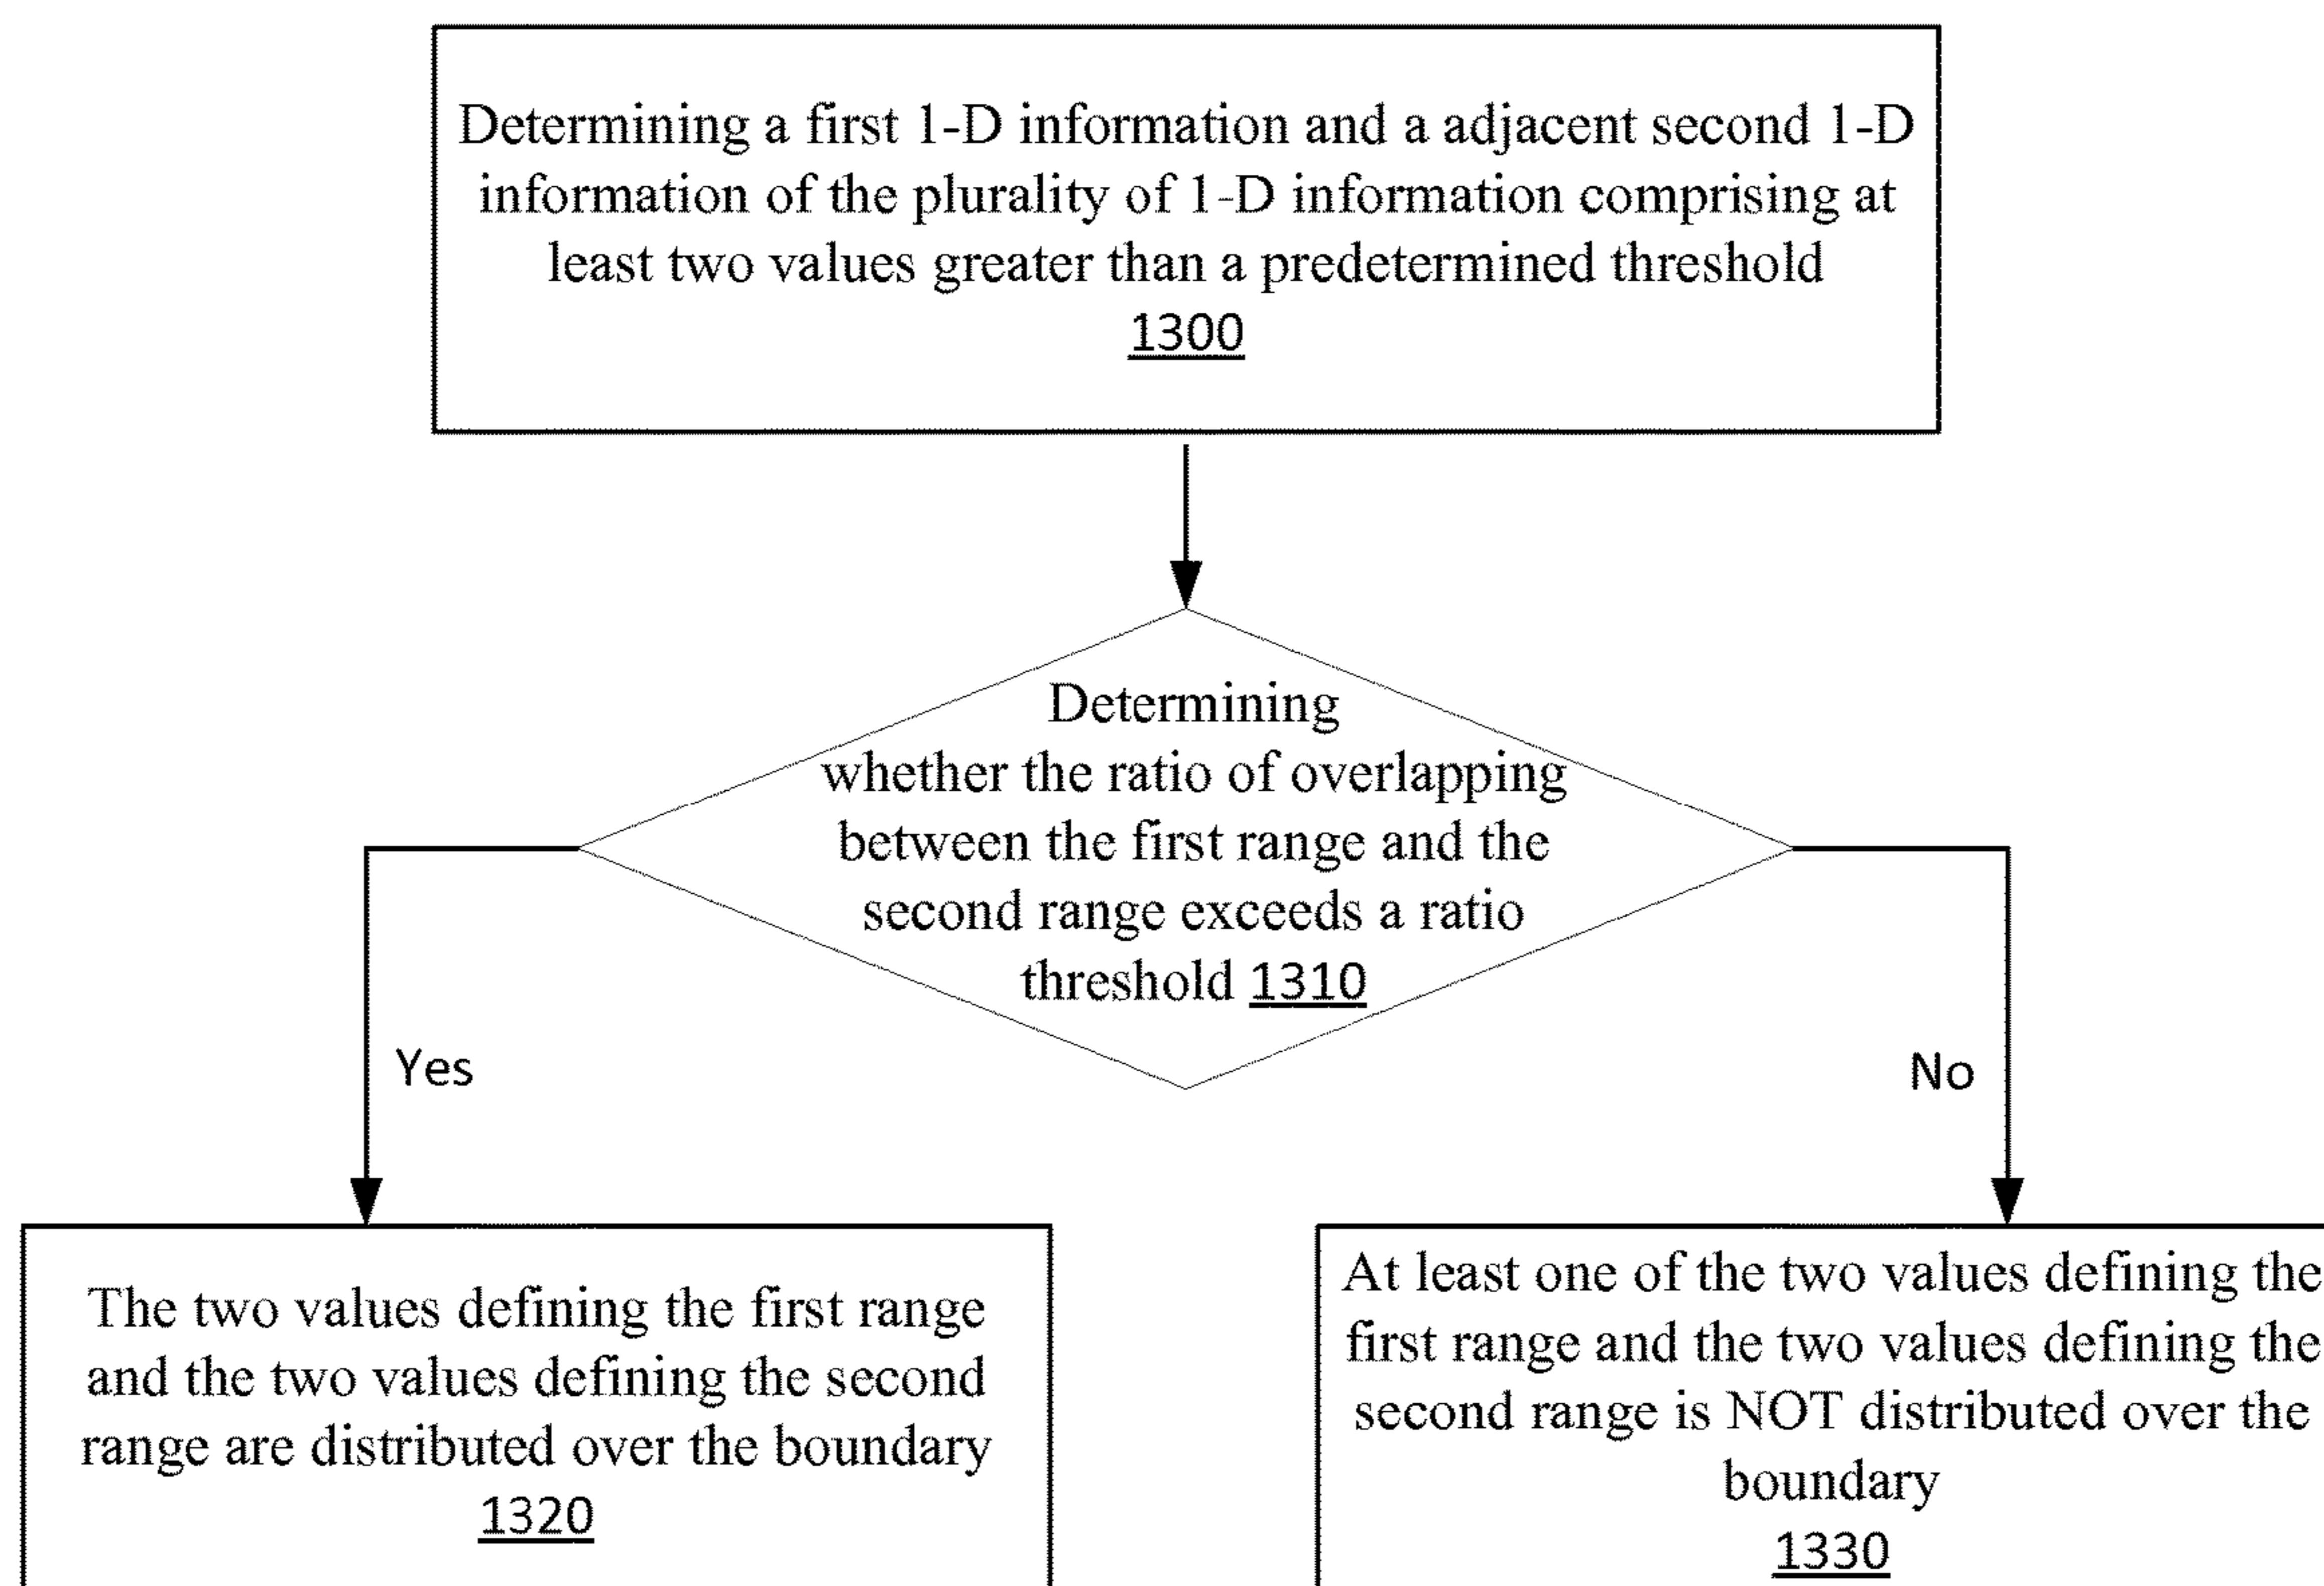 Determining a first 1-D information and a adjacent second 1-D
information of the plurality of 1-D information comprising at
least two values greater than a predetermined threshold
1300
Determining
whether the ratio of overlapping
between the first range and the
second range exceeds a ratio
threshold 1310
Yes
No
The two values defining the first range
and the two values defining the second
range are distributed over the boundary
1320
At least one of the two values defining the
first range and the two values defining the
second range is NOT distributed over the
boundary
1330